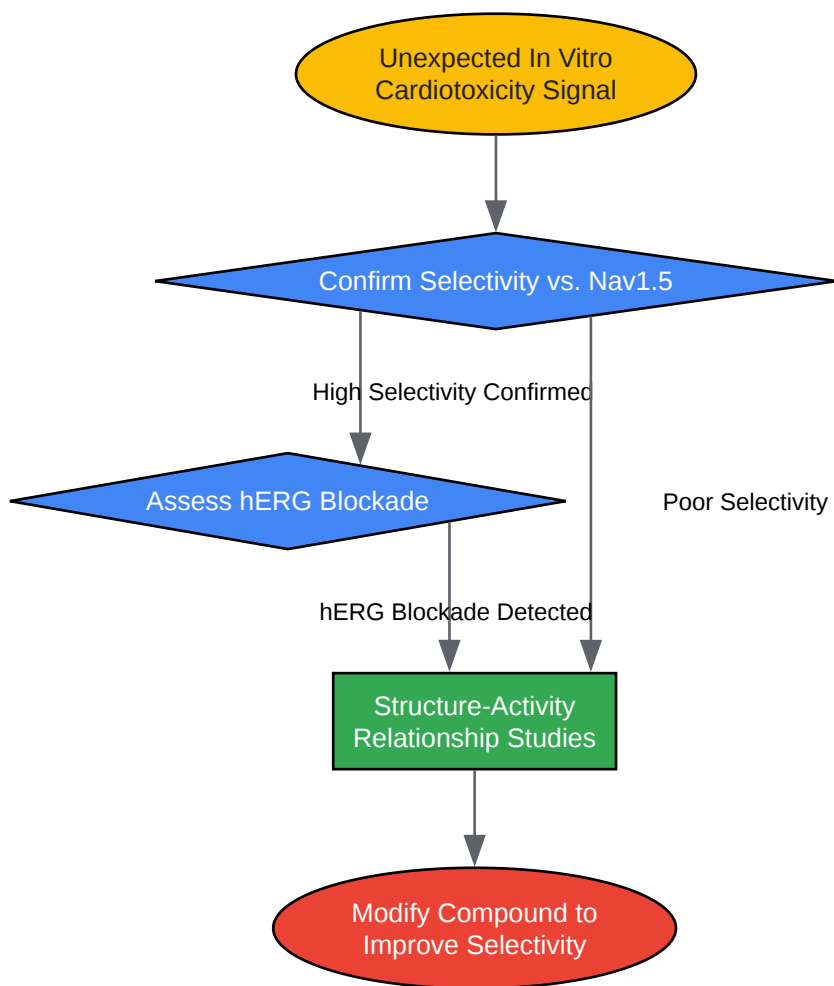 Unexpected In Vitro
Cardiotoxicity Signal
Confirm Selectivity vs. Nav1.5
High Selectivity Confirmed
Assess hERG Blockade
Poor Selectivity
hERG Blockade Detected
Structure-Activity
Relationship Studies
Modify Compound to
Improve Selectivity